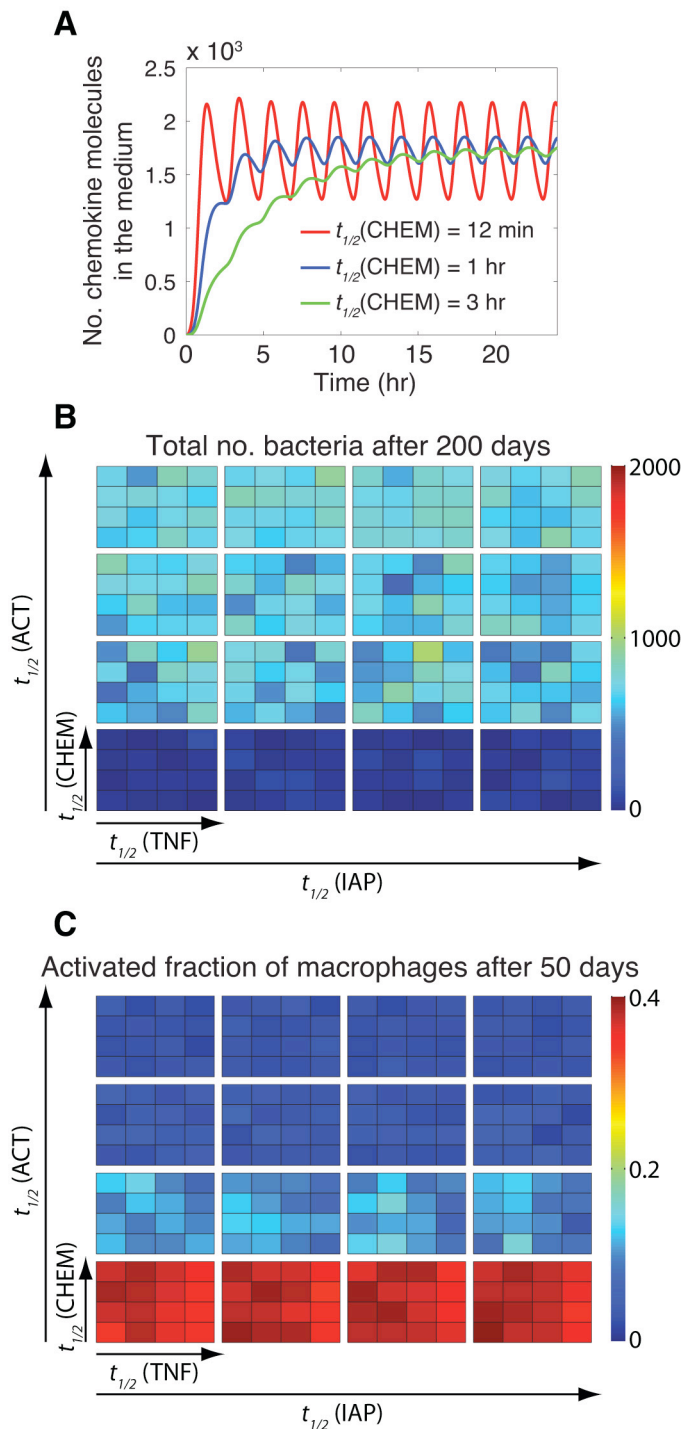 A
x 10³
2.5
2
1.5
1
0.5
0
No. chemokine molecules
in the medium
t1/2(CHEM) = 12 min
t1/2(CHEM) = 1 hr
t1/2(CHEM) = 3 hr
0 5 10 15 20
Time (hr)
B
Total no. bacteria after 200 days
2000
1000
0
t1/2 (ACT)
t1/2 (CHEM)
t1/2 (TNF)
t1/2 (IAP)
C
Activated fraction of macrophages after 50 days
0.4
0.2
0
t1/2 (ACT)
t1/2 (CHEM)
t1/2 (TNF)
t1/2 (IAP)